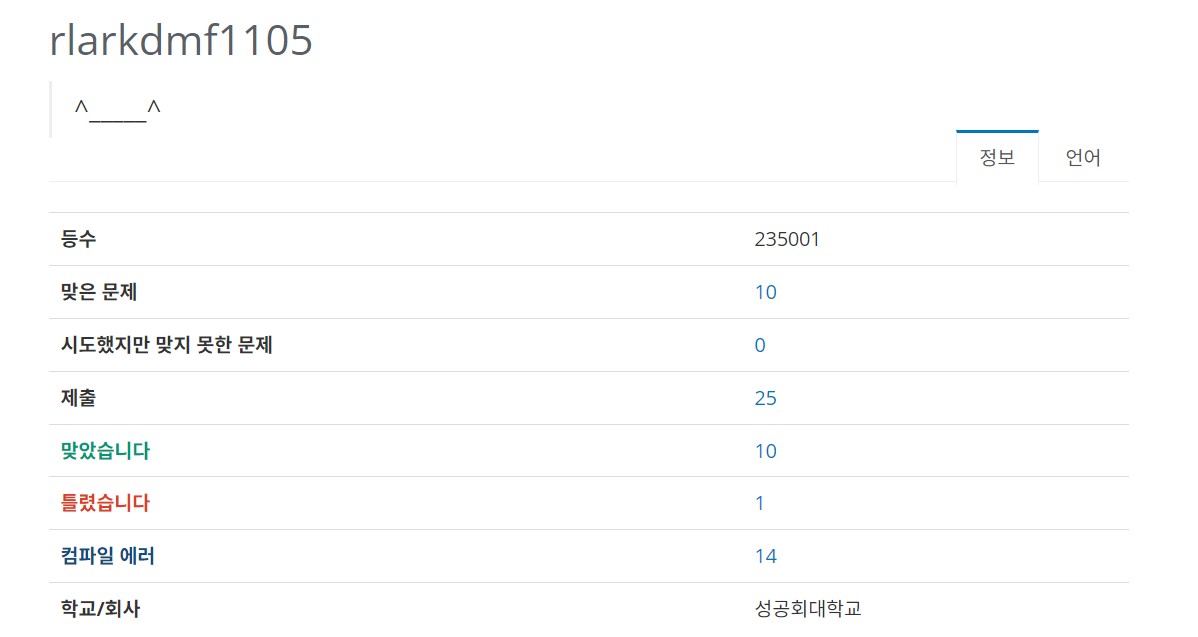 rlarkdmf1105
^_____^
정보 언어
등수 235001
맞은 문제 10
시도했지만 맞지 못한 문제 0
제출 25
맞았습니다 10
틀렸습니다 1
컴파일 에러 14
학교/회사 성공회대학교